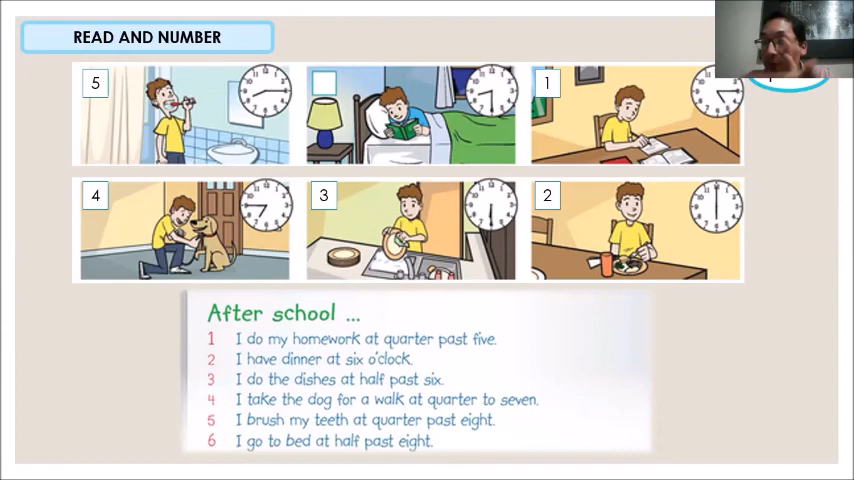 READ AND NUMBER
5
1
4
3
2
After school ...
1 I do my homework at quarter past five.
2 I have dinner at six o'clock.
3 I do the dishes at half past six.
4 I take the dog for a walk at quarter to seven.
5 I brush my teeth at quarter past eight.
6 I go to bed at half past eight.